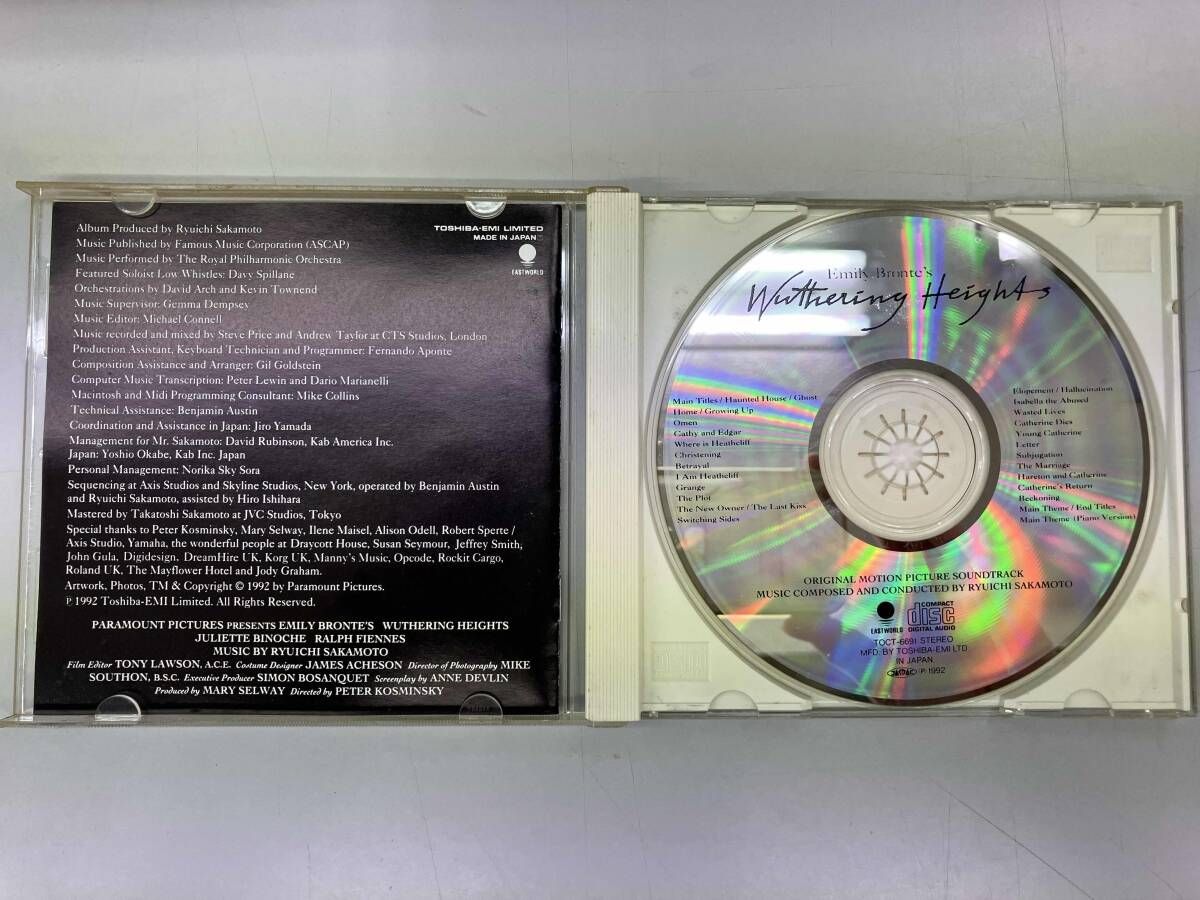 Album Produced by Ryuichi Sakamoto
Music Published by Famous Music Corporation (ASCAP)
Music Performed by The Royal Philharmonic Orchestra
Featured Soloist Low Whistles: Davy Spillane
Orchestrations by David Arch and Kevin Townend
Music Supervisor: Gemma Dempsey
Music Editor: Michael Connell
Music recorded and mixed by Steve Price and Andrew Taylor at CTS Studios, London
Production Assistant, Keyboard Technician and Programmer: Fernando Aponte
Composition Assistance and Arranger: Gil Goldstein
Computer Music Transcription: Peter Lewin and Dario Marianelli
Macintosh and Midi Programming Consultant: Mike Collins
Technical Assistance: Benjamin Austin
Coordination and Assistance in Japan: Jiro Yamada
Management for Mr. Sakamoto: David Rubinson, Kab America Inc.
Japan: Yoshio Okabe, Kab Inc. Japan
Personal Management: Norika Sky Sora
Sequencing at Axis Studios and Skyline Studios, New York, operated by Benjamin Austin
and Ryuichi Sakamoto, assisted by Hiro Ishihara
Mastered by Takatoshi Sakamoto at JVC Studios, Tokyo
Special thanks to Peter Kosminsky, Mary Selway, Ilene Maisel, Alison Odell, Robert Sperte /
Axis Studio, Yamaha, the wonderful people at Draycott House, Susan Seymour, Jeffrey Smith,
John Gula, Digidesign, DreamHire UK, Korg UK, Manny's Music, Opcode, Rockit Cargo,
Roland UK, The Mayflower Hotel and Jody Graham.
Artwork, Photos, TM & Copyright © 1992 by Paramount Pictures.
℗ 1992 Toshiba-EMI Limited. All Rights Reserved.
PARAMOUNT PICTURES PRESENTS EMILY BRONTE'S WUTHERING HEIGHTS
JULIETTE BINOCHE RALPH FIENNES
MUSIC BY RYUICHI SAKAMOTO
Film Editor TONY LAWSON, A.C.E. Costume Designer JAMES ACHESON Director of Photography MIKE
SOUTHON, B.S.C. Executive Producer SIMON BOSANQUET Screenplay by ANNE DEVLIN
Produced by MARY SELWAY Directed by PETER KOSMINSKY
TOSHIBA-EMI LIMITED
MADE IN JAPAN
EASTWORLD
Emily Bronte's
Wuthering Heights
Main Titles / Haunted House / Ghost
Home / Growing Up
Omen
Cathy and Edgar
Where is Heathcliff
Christening
Betrayal
I Am Heathcliff
Grange
The Plot
The New Owner / The Last Kiss
Switching Sides
Elopement / Hallucination
Isabella the Abused
Wasted Lives
Catherine Dies
Young Catherine
Letter
Subjugation
The Marriage
Hareton and Catherine
Catherine's Return
Beckoning
Main Theme / End Titles
Main Theme (Piano Version)
ORIGINAL MOTION PICTURE SOUNDTRACK
MUSIC COMPOSED AND CONDUCTED BY RYUICHI SAKAMOTO
EASTWORLD
COMPACT
disc
DIGITAL AUDIO
TOCT-6691 STEREO
MFD. BY TOSHIBA-EMI LTD
IN JAPAN
JASRAC ℗ 1992